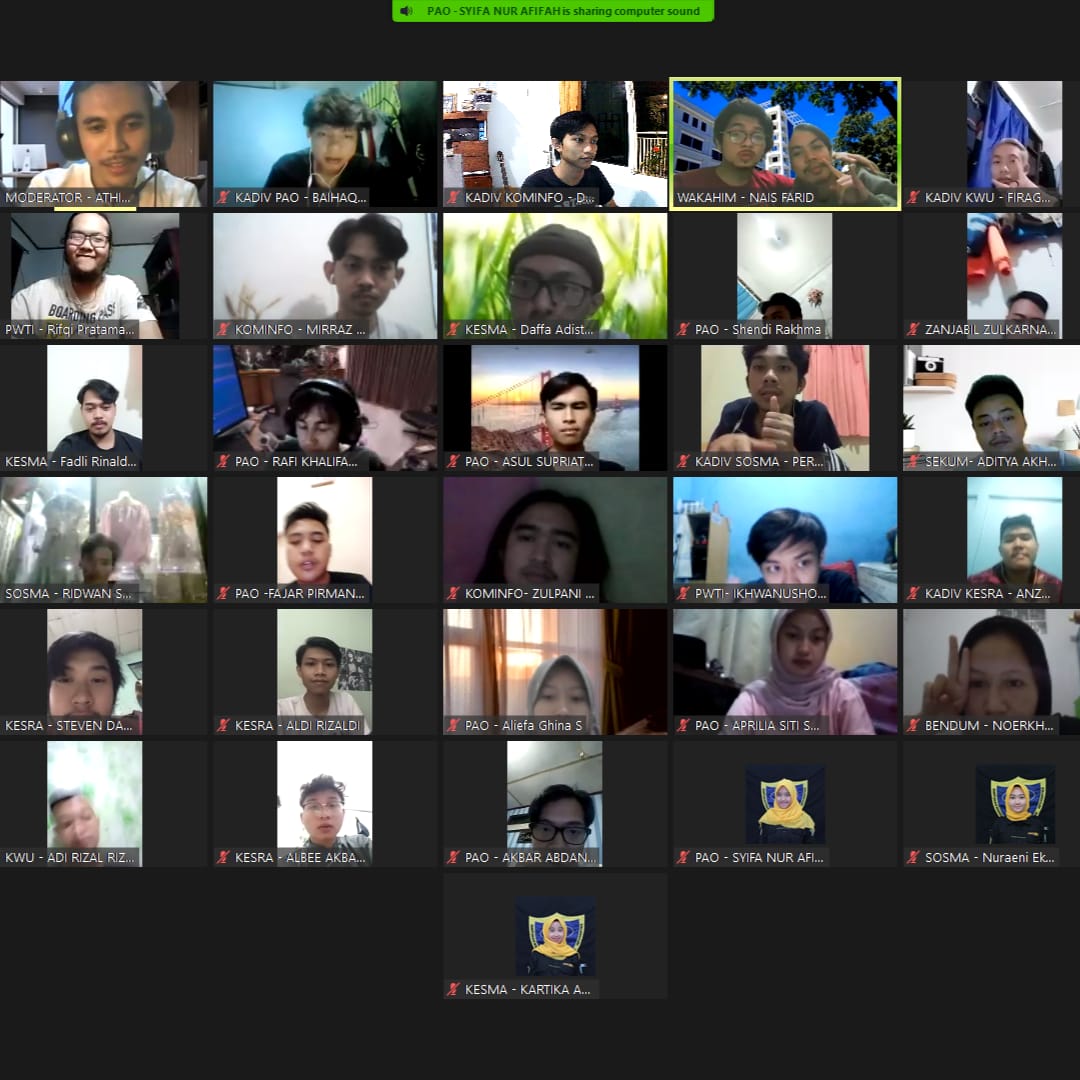 PAO - SYIFA NUR AFIFAH is sharing computer sound
MODERATOR - ATHI...
KADIV PAO - BAIHAQ...
KADIV KOMINFO - D...
WAKAHIM - NAIS FARID
KADIV KWU - FIRAG...
BOARDING PASS
PWTI - Rifqi Pratama...
KOMINFO - MIRRAZ ...
KESMA - Daffa Adist...
PAO - Shendi Rakhma
ZANJABIL ZULKARNA...
KESMA - Fadli Rinald...
PAO - RAFI KHALIFA...
PAO - ASUL SUPRIAT...
KADIV SOSMA - PER...
SEKUM- ADITYA AKH...
SOSMA - RIDWAN S...
PAO -FAJAR PIRMAN...
KOMINFO- ZULPANI ...
PWTI- IKHWANUSHO...
KADIV KESRA - ANZ...
KESRA - STEVEN DA...
KESRA - ALDI RIZALDI
PAO - Aliefa Ghina S
PAO - APRILIA SITI S...
BENDUM - NOERKH...
KWU - ADI RIZAL RIZ...
KESRA - ALBEE AKBA...
PAO - AKBAR ABDAN...
PAO - SYIFA NUR AFI...
SOSMA - Nuraeni Ek...
KESMA - KARTIKA A...